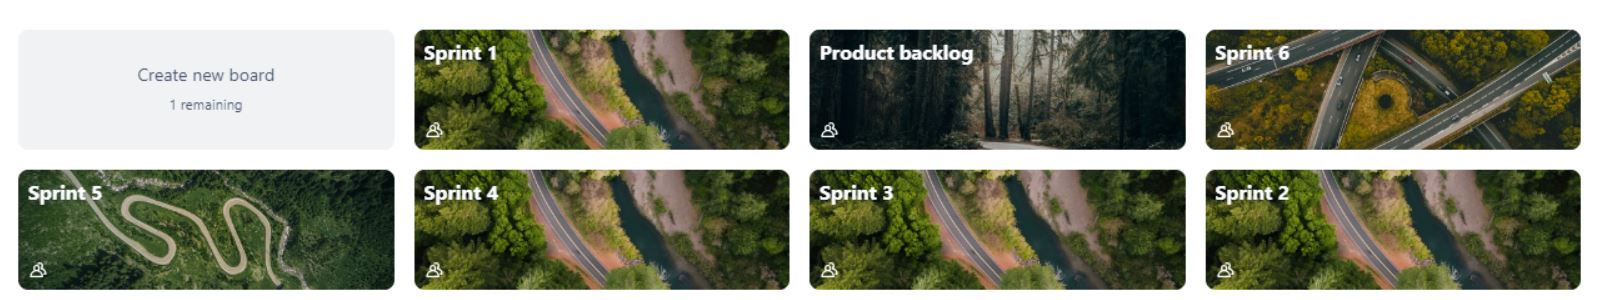 Create new board
1 remaining
Sprint 1
Product backlog
Sprint 6
Sprint 5
Sprint 4
Sprint 3
Sprint 2